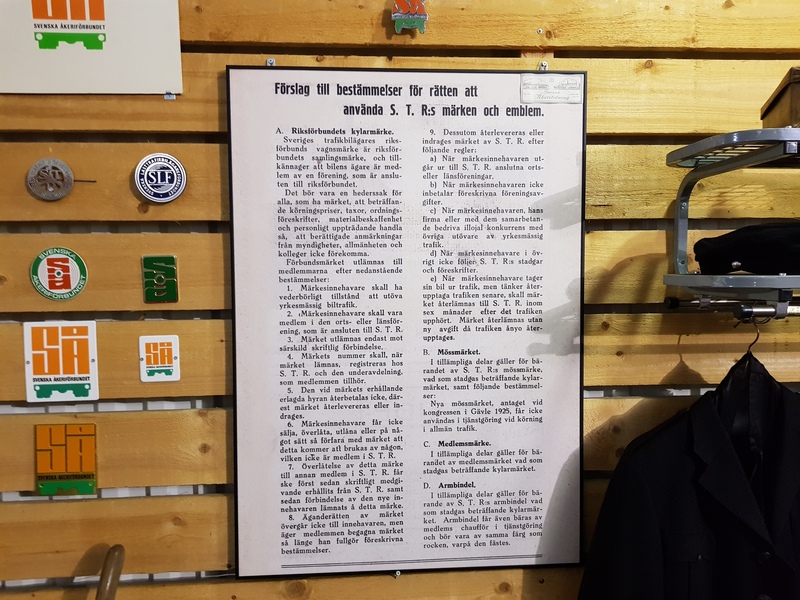 SVENSKA ÅKERIFÖRBUNDET
SLF
SVENSKA
ÅKERIFÖRBUNDET
SÅ
SVENSKA ÅKERIFÖRBUNDET
SÅ
SÅ
SVENSKA ÅKERIFÖRBUNDET
Förslag till bestämmelser för rätten att
använda S. T. R:s märken och emblem.
A. Riksförbundets kylarmärke.
Sveriges trafikbilägares riks-
förbunds vagnsmärke är riksför-
bundets samlingsmärke, och till-
kännager att bilens ägare är med-
lem av en förening, som är anslu-
ten till riksförbundet.
Det bör vara en hederssak för
alla, som ha märket, att beträffan-
de körningspriser, taxor, ordnings-
föreskrifter, materialbeskaffenhet
och personligt uppträdande handla
så, att berättigade anmärkningar
från myndigheter, allmänheten och
kolleger icke förekomma.
Förbundsmärket utlämnas till
medlemmarna efter nedanstående
bestämmelser:
1. Märkesinnehavare skall ha
vederbörligt tillstånd att utöva
yrkesmässig biltrafik.
2. Märkesinnehavare skall vara
medlem i den orts- eller länsför-
ening, som är ansluten till S. T. R.
3. Märket utlämnas endast mot
särskild skriftlig förbindelse.
4. Märkets nummer skall, när
märket lämnas, registreras hos
S. T. R. och den underavdelning,
som medlemmen tillhör.
5. Den vid märkets erhållande
erlagda hyran återbetalas icke, där-
est märket återlevereras eller in-
drages.
6. Märkesinnehavare får icke
sälja, överlåta, utlåna eller på nå-
got sätt så förfara med märket att
detta kommer att brukas av någon,
vilken icke är medlem i S. T. R.
7. Överlåtelse av detta märke
till annan medlem i S. T. R. får
ske först sedan skriftligt medgi-
vande erhållits från S. T. R. samt
sedan förbindelse av den nye in-
nehavaren lämnats å detta märke.
8. Äganderätten av märket
övergår icke till innehavaren, men
äger medlemmen begagna märket
så länge han fullgör föreskrivna
bestämmelser.
9. Dessutom återlevereras eller
indrages märket av S. T. R. efter
följande regler:
a) När märkesinnehavaren ut-
går ur till S. T. R. anslutna orts-
eller länsföreningar.
b) När märkesinnehavaren icke
inbetalar föreskrivna föreningsav-
gifter.
c) När märkesinnehavaren, hans
firma eller med dem samarbetan-
de bedriva illojal konkurrens med
övriga utövare av yrkesmässig
trafik.
d) När märkesinnehavaren i öv-
rigt icke följer S. T. R:s stadgar
och föreskrifter.
e) När märkesinnehavare tager
sin bil ur trafik, men tänker åter-
upptaga trafiken senare, skall mär-
ket återlämnas till S. T. R. inom
sex månader efter det trafiken
upphört. Märket återlämnas utan
ny avgift då trafiken ånyo åter-
upptages.
B. Mössmärket.
I tillämpliga delar gäller för bä-
randet av S. T. R:s mössmärke,
vad som stadgas beträffande kylar-
märket, samt följande bestämmel-
ser:
Nya mössmärket, antaget vid
kongressen i Gävle 1925, får icke
användas i tjänstgöring vid körning
i allmän trafik.
C. Medlemsmärke.
I tillämpliga delar gäller för bä-
randet av medlemsmärket vad som
stadgas beträffande kylarmärket.
D. Armbindel.
I tillämpliga delar gäller för bä-
rande av S. T. R:s armbindel vad
som stadgas beträffande kylarmär-
ket. Armbindel får även bäras av
medlems chaufför i tjänstgöring
och bör vara av samma färg som
rocken, varpå den fästes.